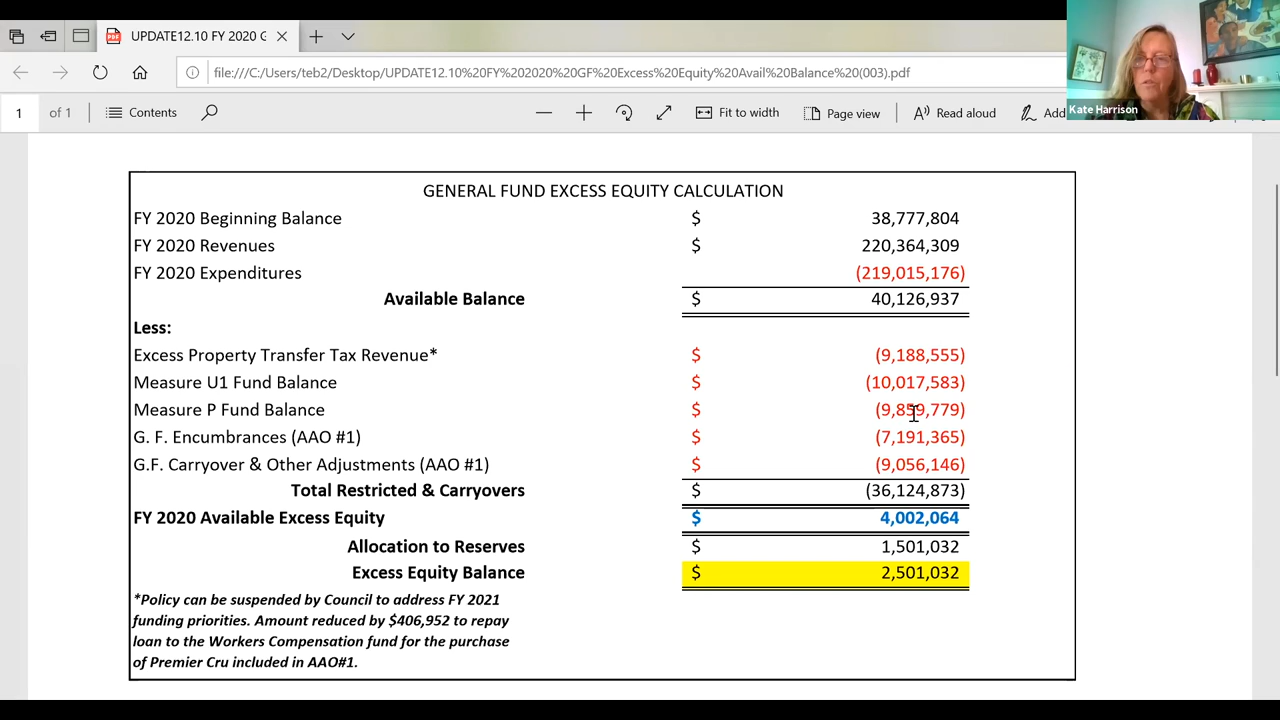 UPDATE12.10 FY 2020 G
file:///C:/Users/teb2/Desktop/UPDATE12.10%20FY%202020%20GF%20Excess%20Equity%20Avail%20Balance%20(003).pdf
Kate Harrison
1 of 1 Contents Fit to width Page view Read aloud Add
GENERAL FUND EXCESS EQUITY CALCULATION
FY 2020 Beginning Balance $ 38,777,804
FY 2020 Revenues $ 220,364,309
FY 2020 Expenditures (219,015,176)
Available Balance $ 40,126,937
Less:
Excess Property Transfer Tax Revenue* $ (9,188,555)
Measure U1 Fund Balance $ (10,017,583)
Measure P Fund Balance $ (9,859,779)
G. F. Encumbrances (AAO #1) $ (7,191,365)
G.F. Carryover & Other Adjustments (AAO #1) $ (9,056,146)
Total Restricted & Carryovers $ (36,124,873)
FY 2020 Available Excess Equity $ 4,002,064
Allocation to Reserves $ 1,501,032
Excess Equity Balance $ 2,501,032
*Policy can be suspended by Council to address FY 2021
funding priorities. Amount reduced by $406,952 to repay
loan to the Workers Compensation fund for the purchase
of Premier Cru included in AAO#1.